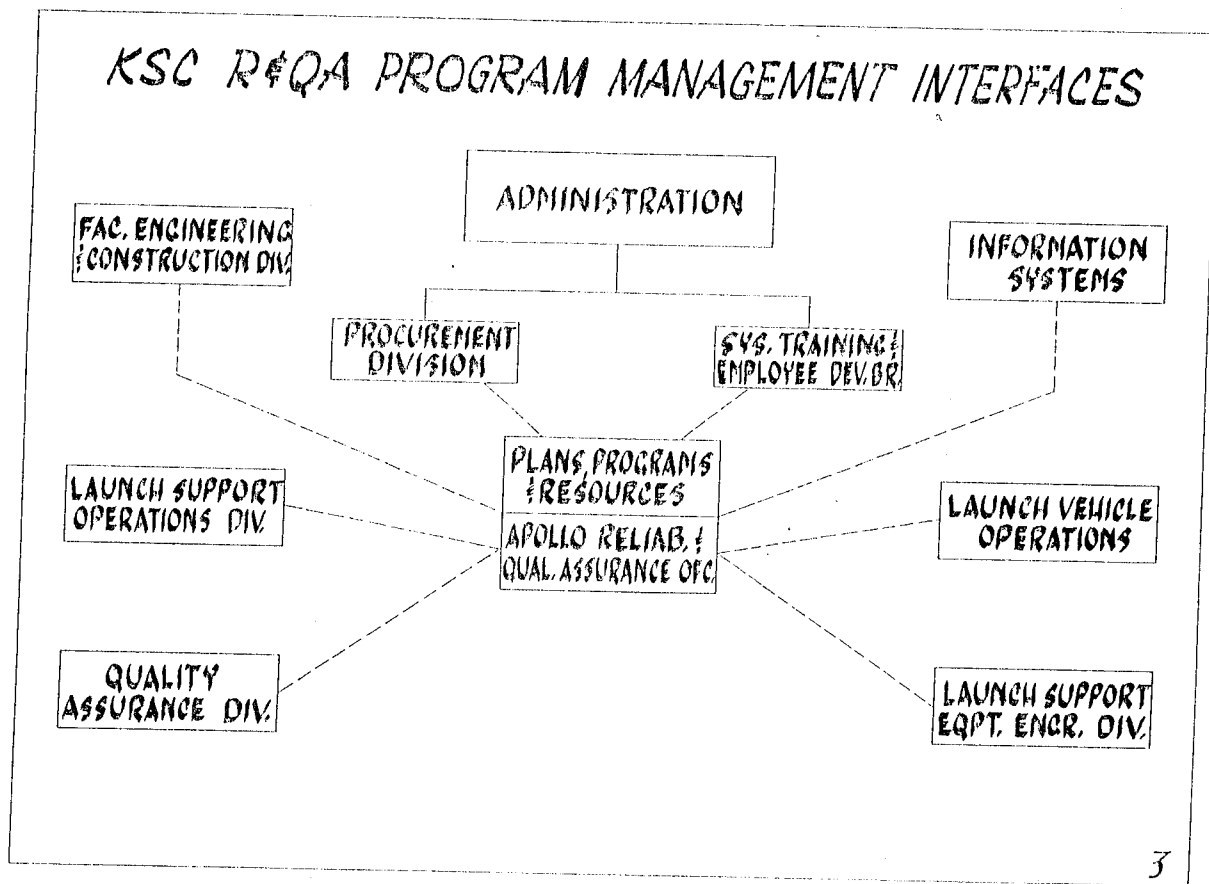 KSC R&QA PROGRAM MANAGEMENT INTERFACES
ADMINISTRATION
FAC. ENGINEERING
& CONSTRUCTION DIV.
INFORMATION
SYSTEMS
PROCUREMENT
DIVISION
SYS. TRAINING &
EMPLOYEE DEV. BR.
PLANS, PROGRAMS
& RESOURCES
LAUNCH SUPPORT
OPERATIONS DIV.
APOLLO RELIAB. &
QUAL. ASSURANCE OFC.
LAUNCH VEHICLE
OPERATIONS
QUALITY
ASSURANCE DIV.
LAUNCH SUPPORT
EQPT. ENGR. DIV.
3